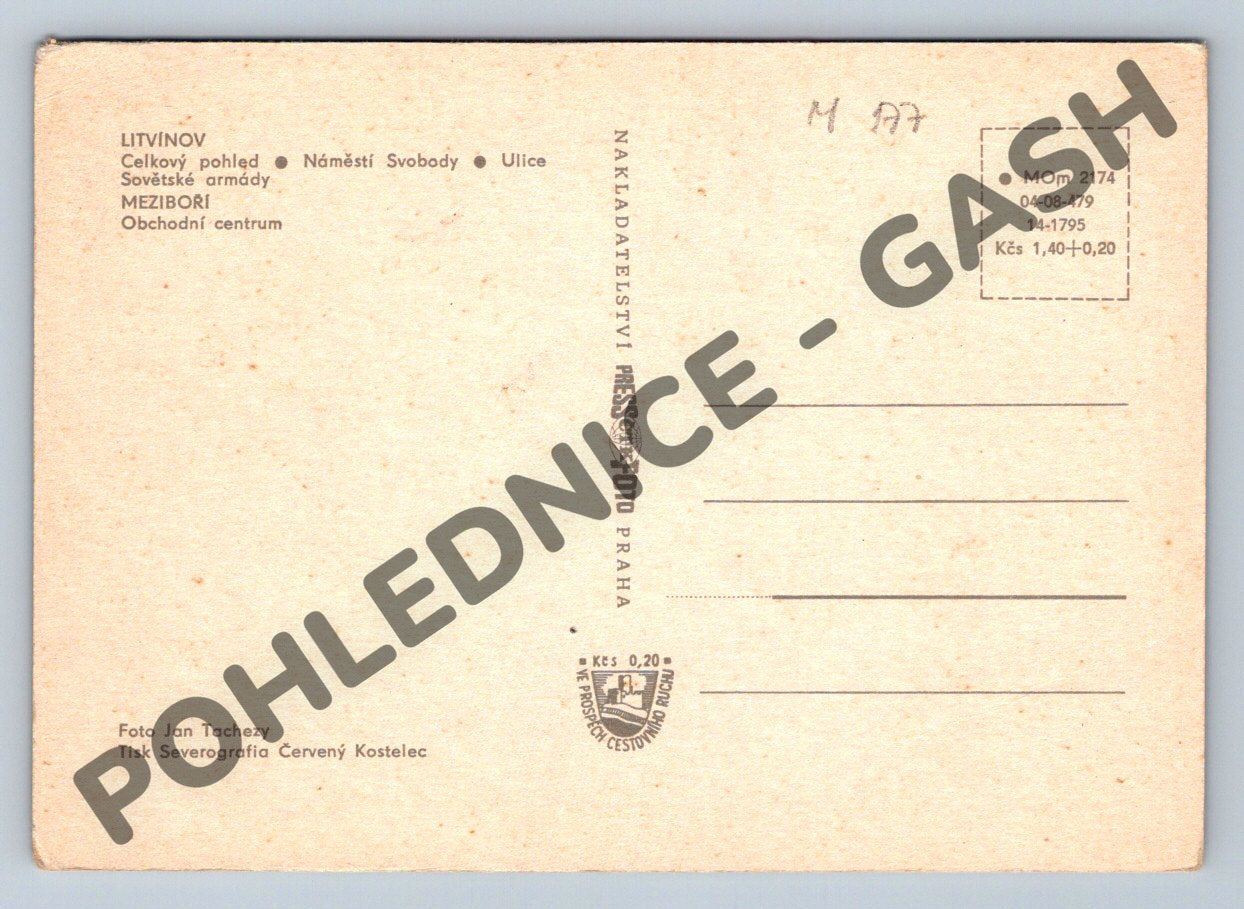 LITVÍNOV
Celkový pohled ● Náměstí Svobody ● Ulice
Sovětské armády
MEZIBOŘÍ
Obchodní centrum
Foto Jan Tachezy
Tisk Severografia Červený Kostelec
NAKLADATELSTVÍ PRESSFOTO PRAHA
Kčs 0,20
VE PROSPĚCH CESTOVNÍHO RUCHU
M 177
● MOm 2174
04-08-479
14-1795
Kčs 1,40+0,20
POHLEDNICE - GASH